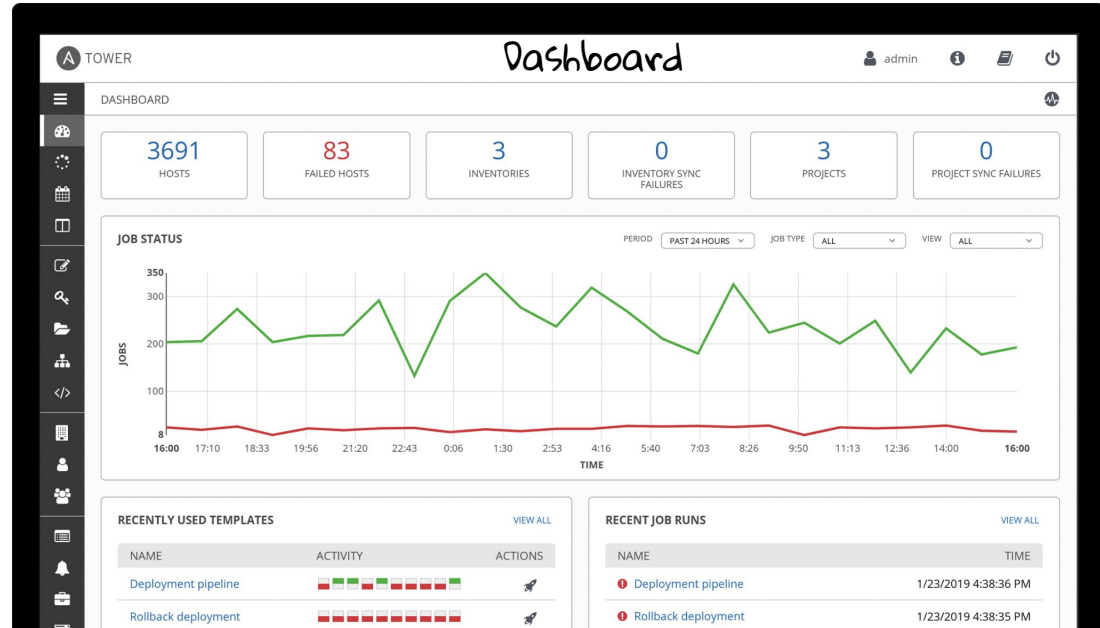 A TOWER
Dashboard
admin
DASHBOARD
3691
HOSTS
83
FAILED HOSTS
3
INVENTORIES
0
INVENTORY SYNC
FAILURES
3
PROJECTS
0
PROJECT SYNC FAILURES
JOB STATUS
PERIOD PAST 24 HOURS JOB TYPE ALL VIEW ALL
350
300
200
100
8
JOBS
16:00 17:10 18:33 19:56 21:20 22:43 0:06 1:30 2:53 4:16 5:40 7:03 8:26 9:50 11:13 12:36 14:00 16:00
TIME
RECENTLY USED TEMPLATES VIEW ALL
NAME ACTIVITY ACTIONS
Deployment pipeline
Rollback deployment
RECENT JOB RUNS VIEW ALL
NAME TIME
Deployment pipeline 1/23/2019 4:38:36 PM
Rollback deployment 1/23/2019 4:38:35 PM